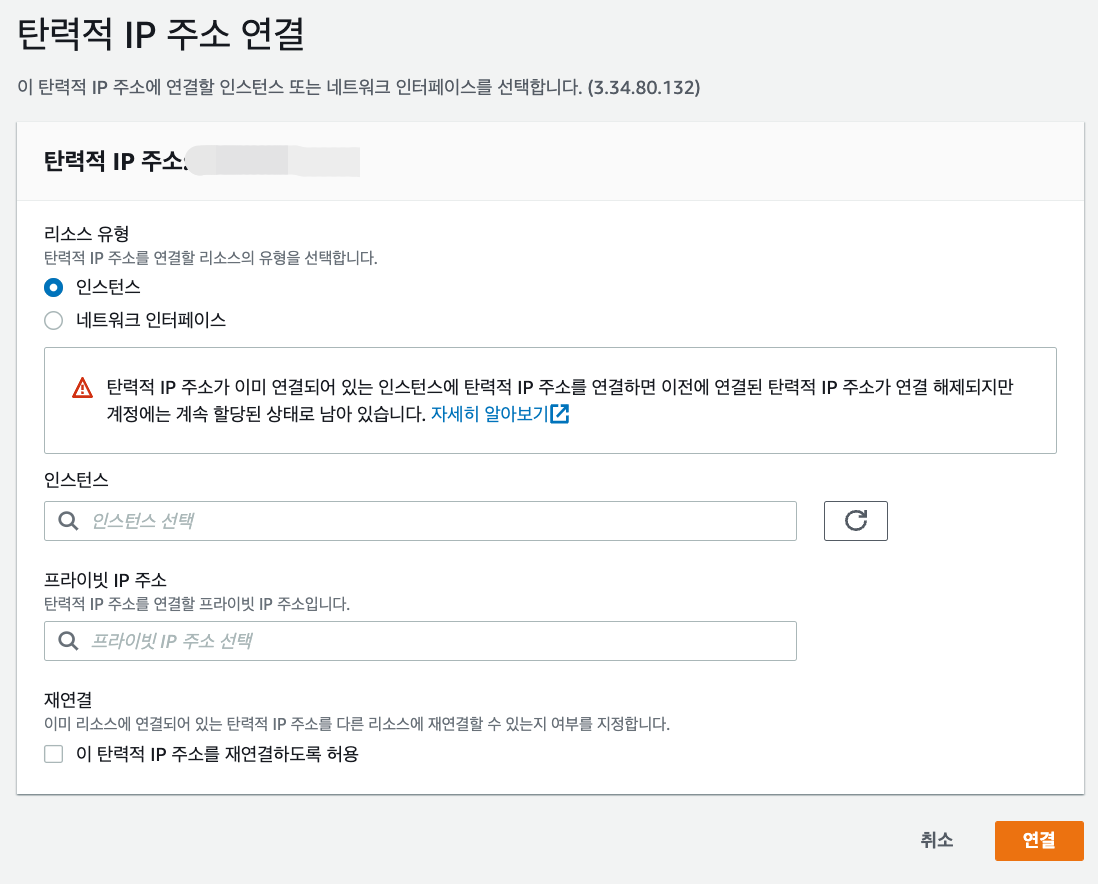 탄력적 IP 주소 연결
이 탄력적 IP 주소에 연결할 인스턴스 또는 네트워크 인터페이스를 선택합니다. (3.34.80.132)
탄력적 IP 주소:
리소스 유형
탄력적 IP 주소를 연결할 리소스의 유형을 선택합니다.
인스턴스
네트워크 인터페이스
탄력적 IP 주소가 이미 연결되어 있는 인스턴스에 탄력적 IP 주소를 연결하면 이전에 연결된 탄력적 IP 주소가 연결 해제되지만
계정에는 계속 할당된 상태로 남아 있습니다. 자세히 알아보기
인스턴스
인스턴스 선택
프라이빗 IP 주소
탄력적 IP 주소를 연결할 프라이빗 IP 주소입니다.
프라이빗 IP 주소 선택
재연결
이미 리소스에 연결되어 있는 탄력적 IP 주소를 다른 리소스에 재연결할 수 있는지 여부를 지정합니다.
이 탄력적 IP 주소를 재연결하도록 허용
취소
연결